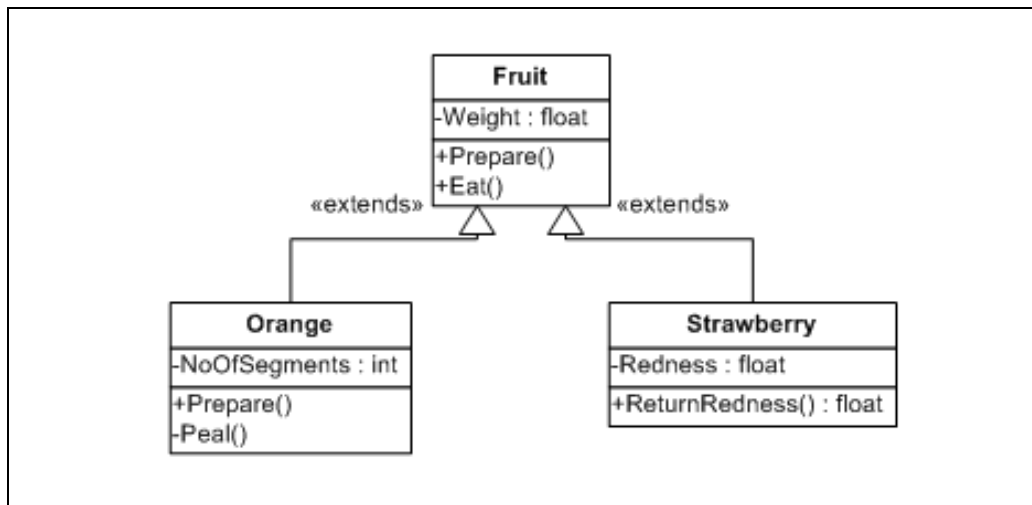 Fruit
-Weight : float
+Prepare()
+Eat()
«extends»
«extends»
Orange
-NoOfSegments : int
+Prepare()
-Peal()
Strawberry
-Redness : float
+ReturnRedness() : float